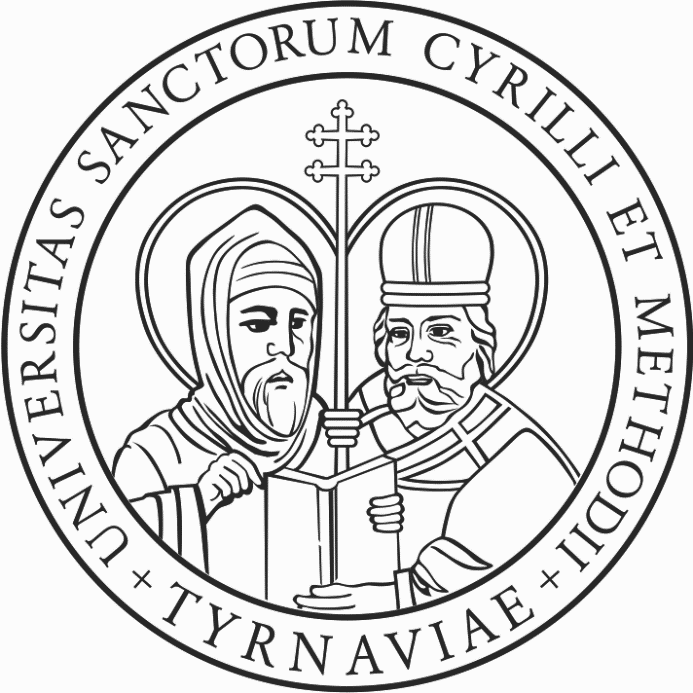 UNIVERSITAS SANCTORUM CYRILLI ET METHODII
+ TYRNAVIAE +